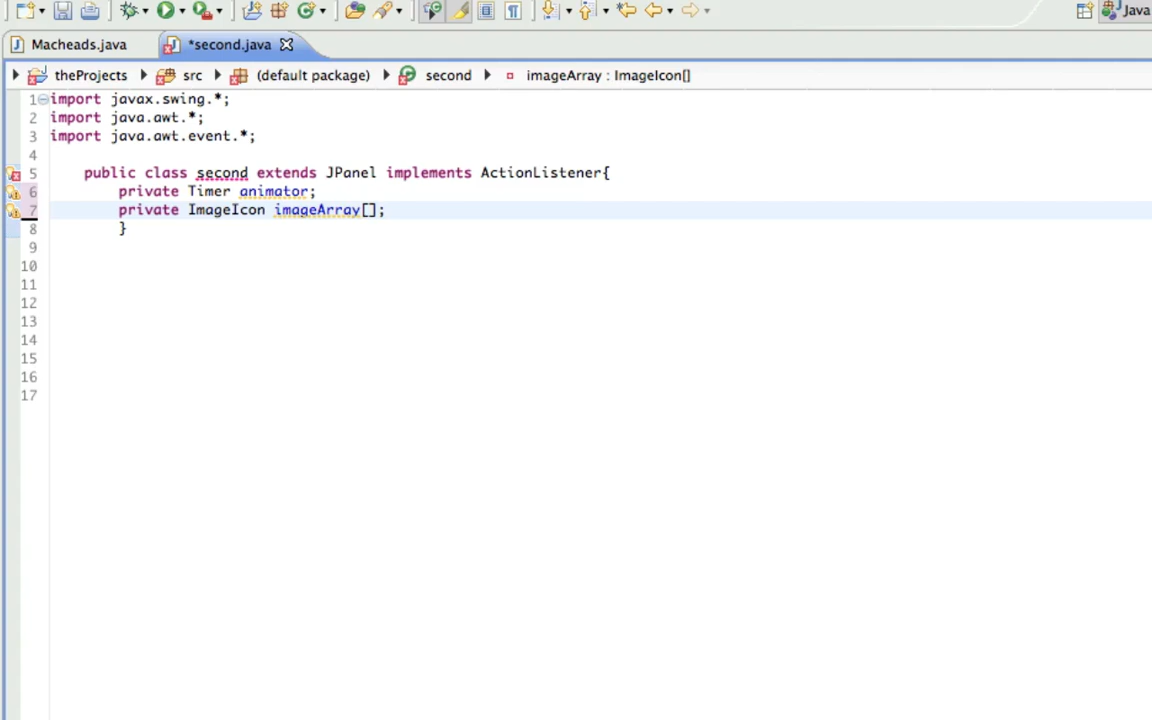 Java
Macheads.java
*second.java
theProjects
src
(default package)
second
imageArray : ImageIcon[]
1 import javax.swing.*;
2 import java.awt.*;
3 import java.awt.event.*;
4
5 public class second extends JPanel implements ActionListener{
6 private Timer animator;
7 private ImageIcon imageArray[];
8 }
9
10
11
12
13
14
15
16
17